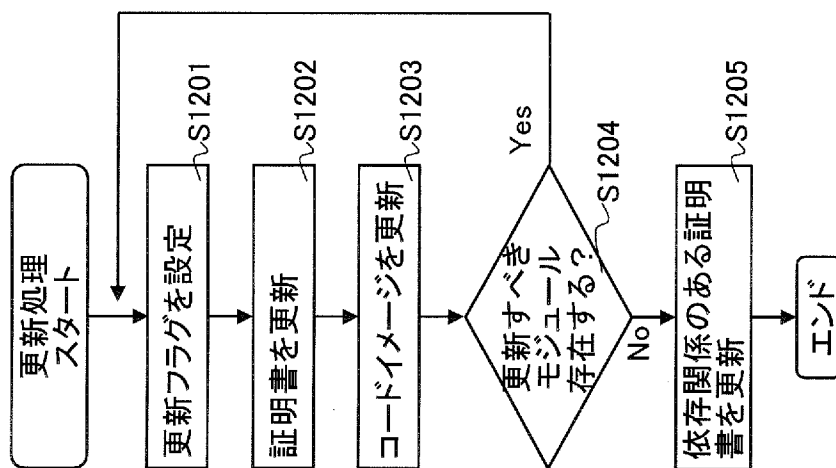 更新処理
スタート
更新フラグを設定
S1201
証明書を更新
S1202
コードイメージを更新
S1203
更新すべき
モジュール
存在する?
S1204
Yes
No
依存関係のある証明
書を更新
S1205
エンド